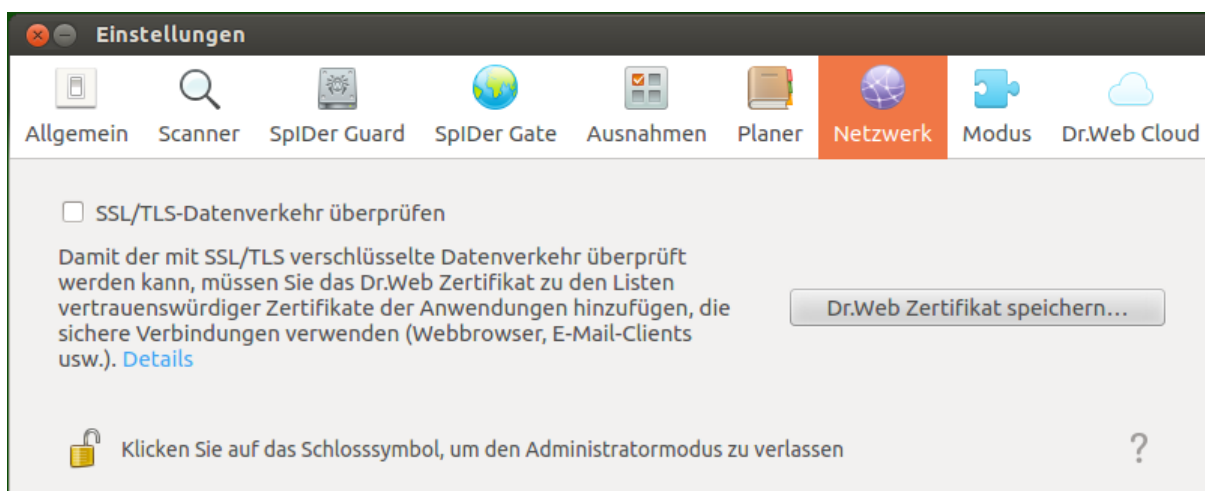 Einstellungen
Allgemein Scanner SpIDer Guard SpIDer Gate Ausnahmen Planer Netzwerk Modus Dr.Web Cloud
SSL/TLS-Datenverkehr überprüfen
Damit der mit SSL/TLS verschlüsselte Datenverkehr überprüft
werden kann, müssen Sie das Dr.Web Zertifikat zu den Listen
vertrauenswürdiger Zertifikate der Anwendungen hinzufügen, die
sichere Verbindungen verwenden (Webbrowser, E-Mail-Clients
usw.). Details
Dr.Web Zertifikat speichern...
Klicken Sie auf das Schlosssymbol, um den Administratormodus zu verlassen
?